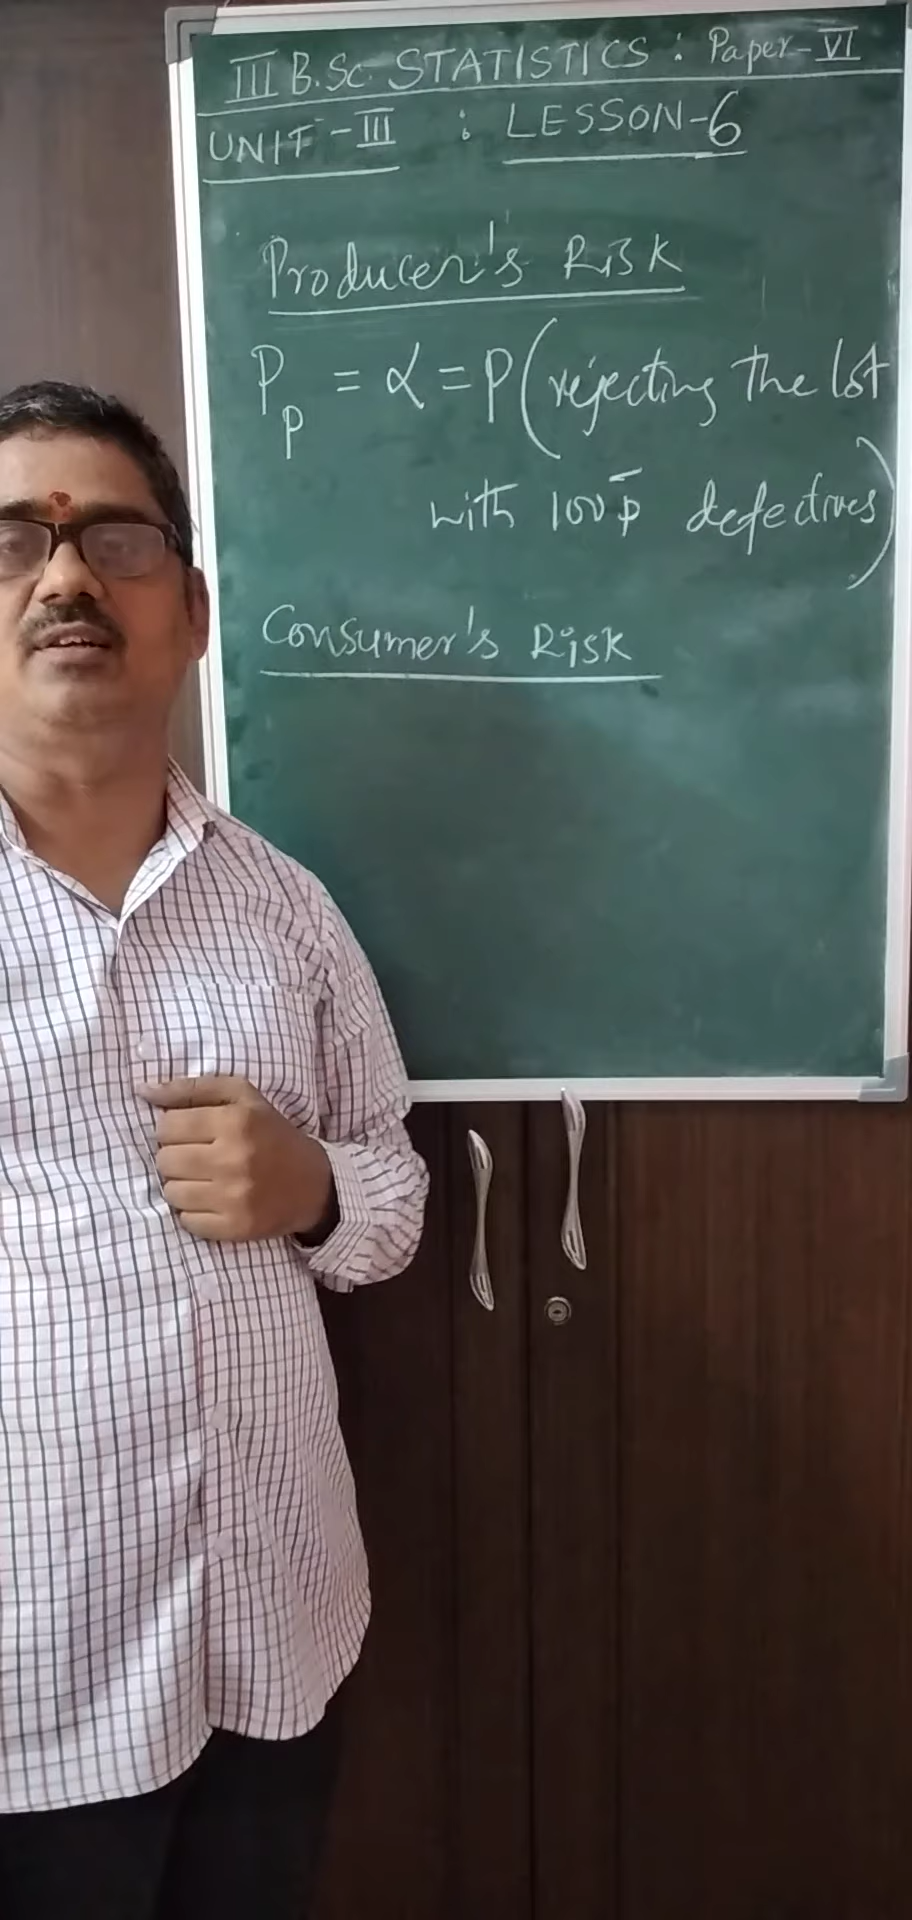 III B.Sc STATISTICS : Paper-VI
UNIT-III : LESSON-6
Producer's Risk
Pₚ = α = P(rejecting the lot
with 100p̄ defectives)
Consumer's Risk